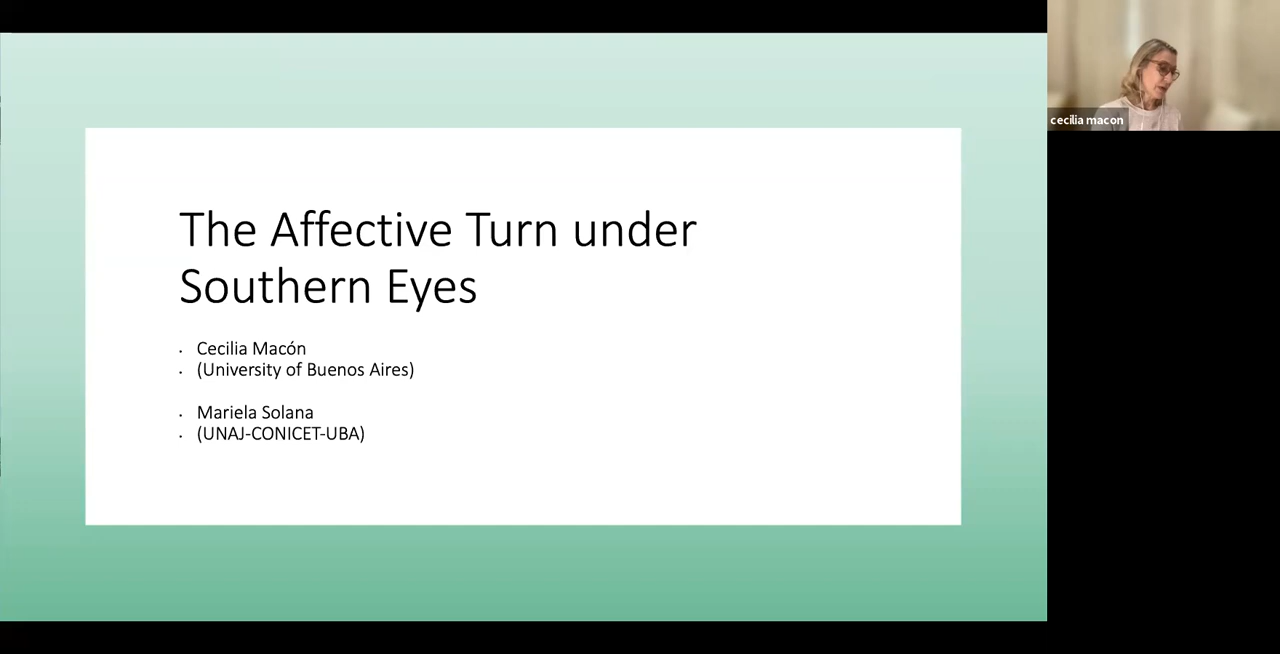 The Affective Turn under
Southern Eyes
• Cecilia Macón
• (University of Buenos Aires)
• Mariela Solana
• (UNAJ-CONICET-UBA)
cecilia macon